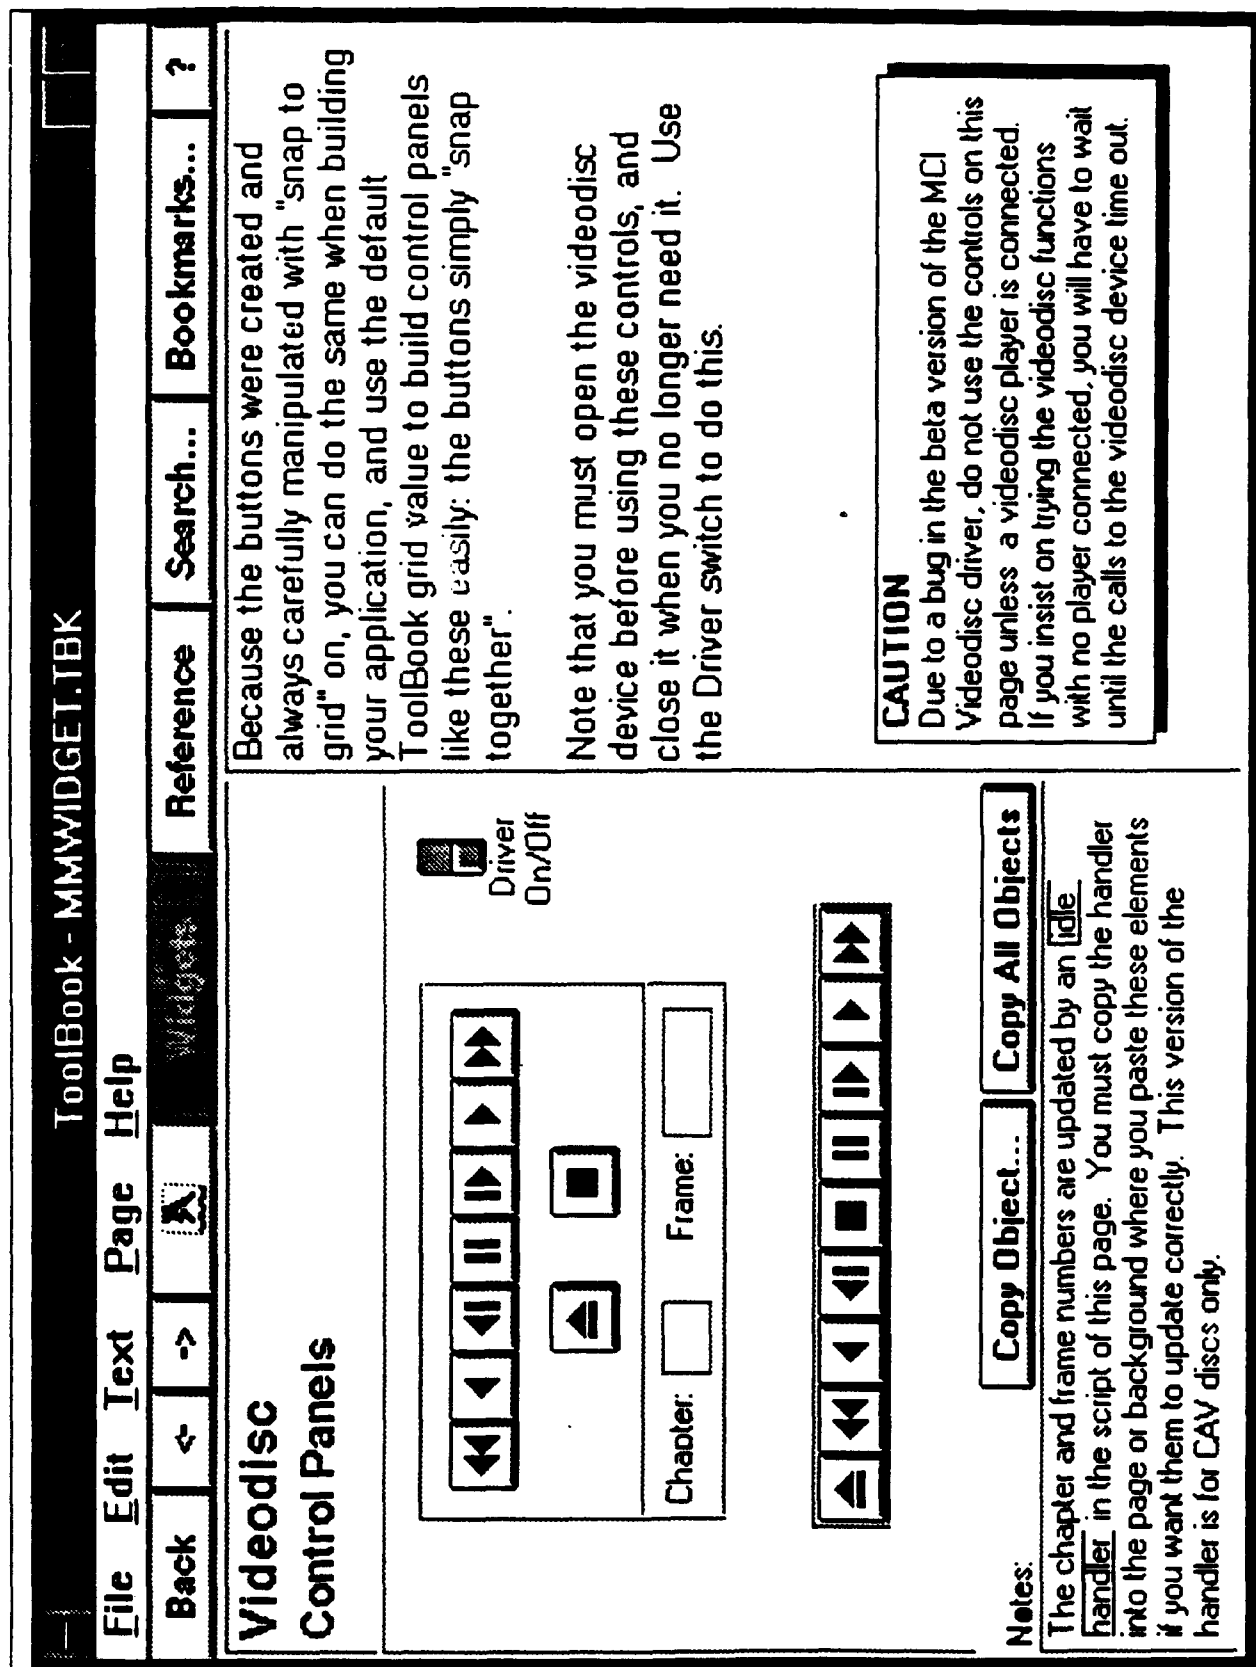 ToolBook - MMWIDGET.TBK
File Edit Text Page Help
Back <- -> Widgets Reference Search... Bookmarks... ?
Videodisc
Control Panels
Driver
On/Off
Chapter: Frame:
Copy Object... Copy All Objects
Notes:
The chapter and frame numbers are updated by an idle
handler in the script of this page. You must copy the handler
into the page or background where you paste these elements
if you want them to update correctly. This version of the
handler is for CAV discs only.
Because the buttons were created and
always carefully manipulated with "snap to
grid" on, you can do the same when building
your application, and use the default
ToolBook grid value to build control panels
like these easily: the buttons simply "snap
together".
Note that you must open the videodisc
device before using these controls, and
close it when you no longer need it. Use
the Driver switch to do this.
CAUTION
Due to a bug in the beta version of the MCI
Videodisc driver, do not use the controls on this
page unless a videodisc player is connected.
If you insist on trying the videodisc functions
with no player connected, you will have to wait
until the calls to the videodisc device time out.